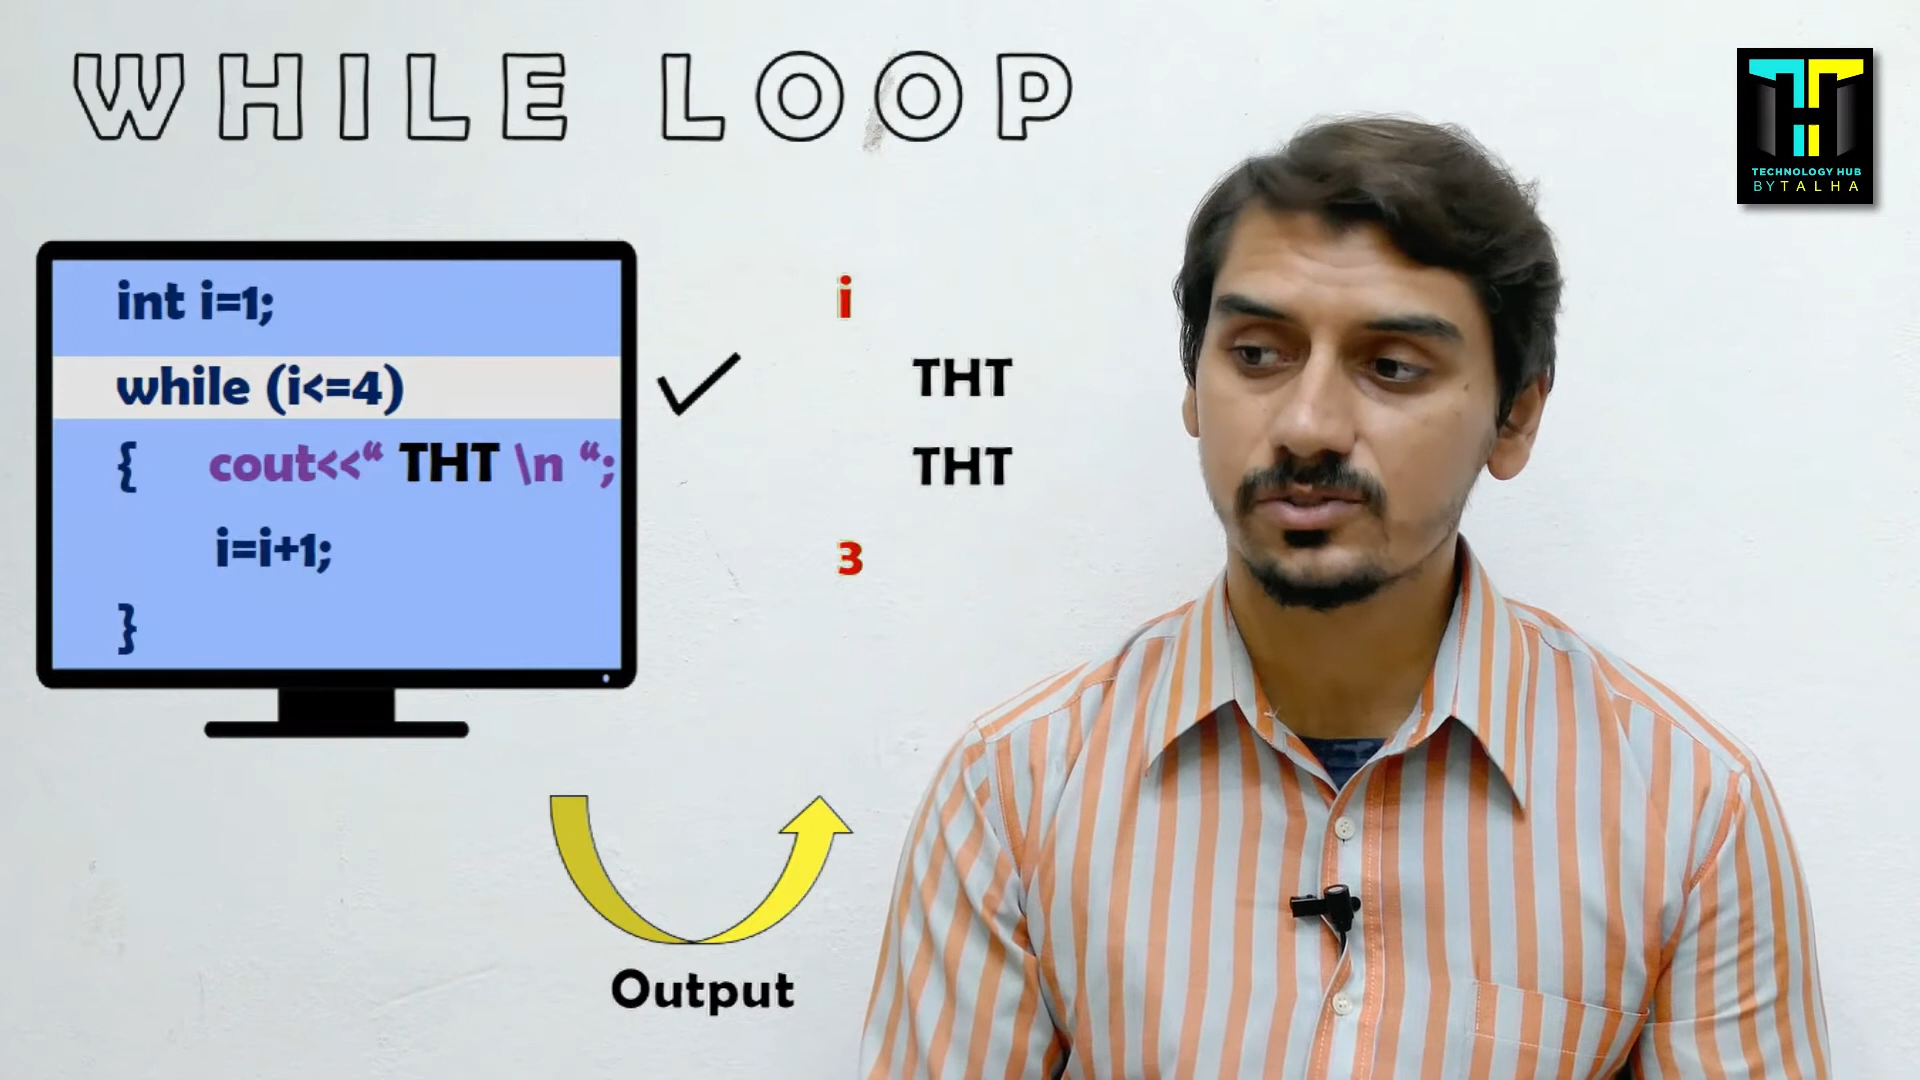 WHILE LOOP
int i=1;
while (i<=4)
{ cout<<“ THT \n “;
i=i+1;
}
i
THT
THT
3
Output
TECHNOLOGY HUB
BY TALHA